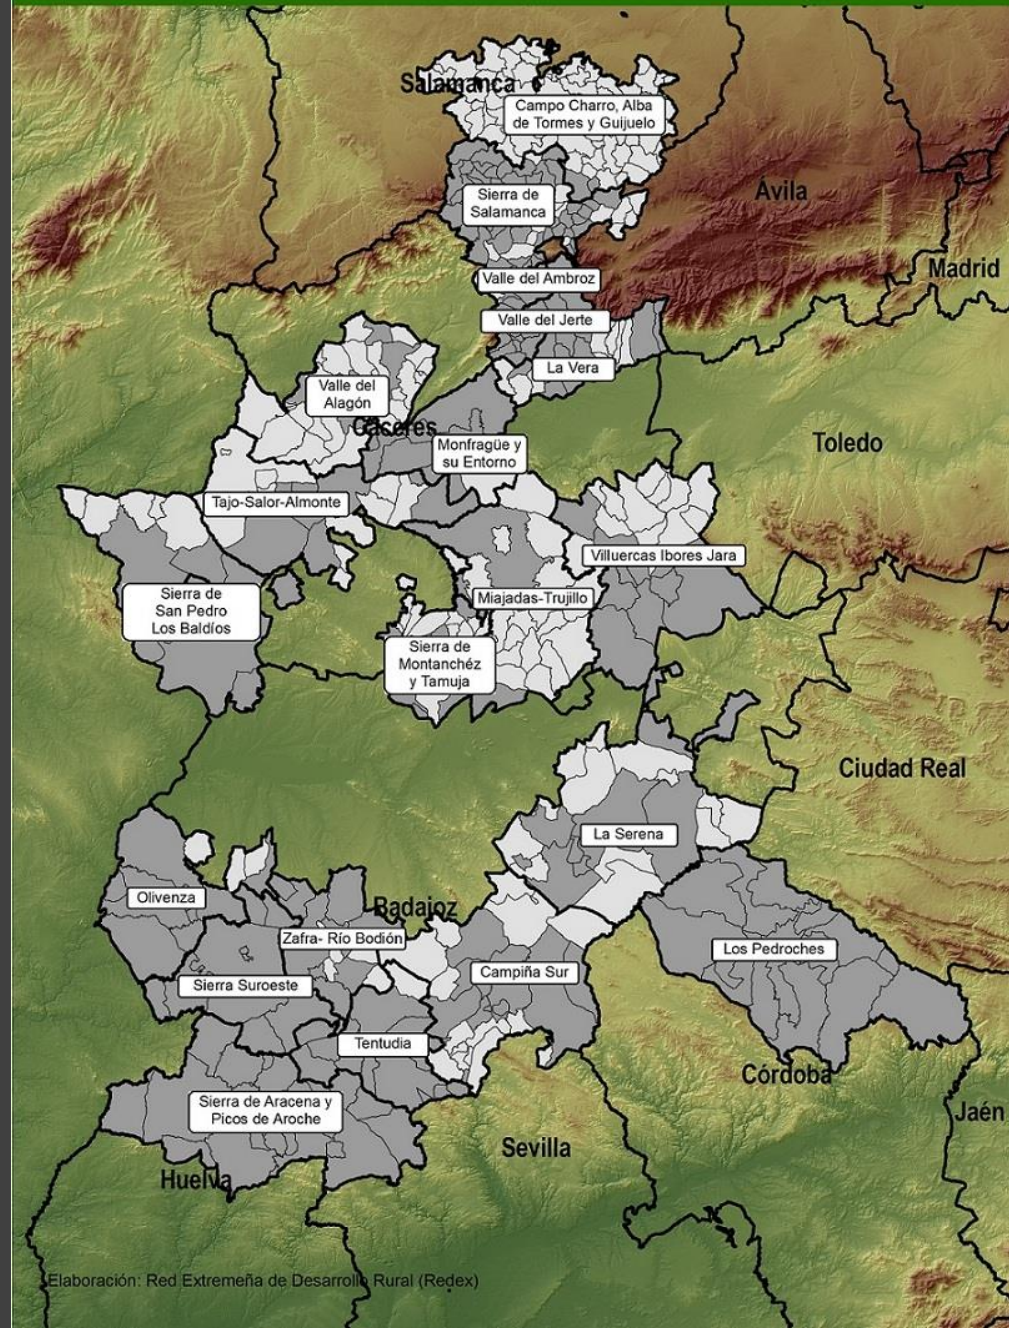 Salamanca
Campo Charro, Alba
de Tormes y Guijuelo
Ávila
Sierra de
Salamanca
Madrid
Valle del Ambroz
Valle del Jerte
La Vera
Valle del
Alagón
Cáceres
Monfragüe y
su Entorno
Toledo
Tajo-Salor-Almonte
Villuercas Ibores Jara
Sierra de
San Pedro
Los Baldíos
Miajadas-Trujillo
Sierra de
Montanchéz
y Tamuja
Ciudad Real
La Serena
Olivenza
Badajoz
Zafra- Río Bodión
Los Pedroches
Campiña Sur
Sierra Suroeste
Tentudia
Córdoba
Sierra de Aracena y
Picos de Aroche
Jaén
Sevilla
Huelva
Elaboración: Red Extremeña de Desarrollo Rural (Redex)